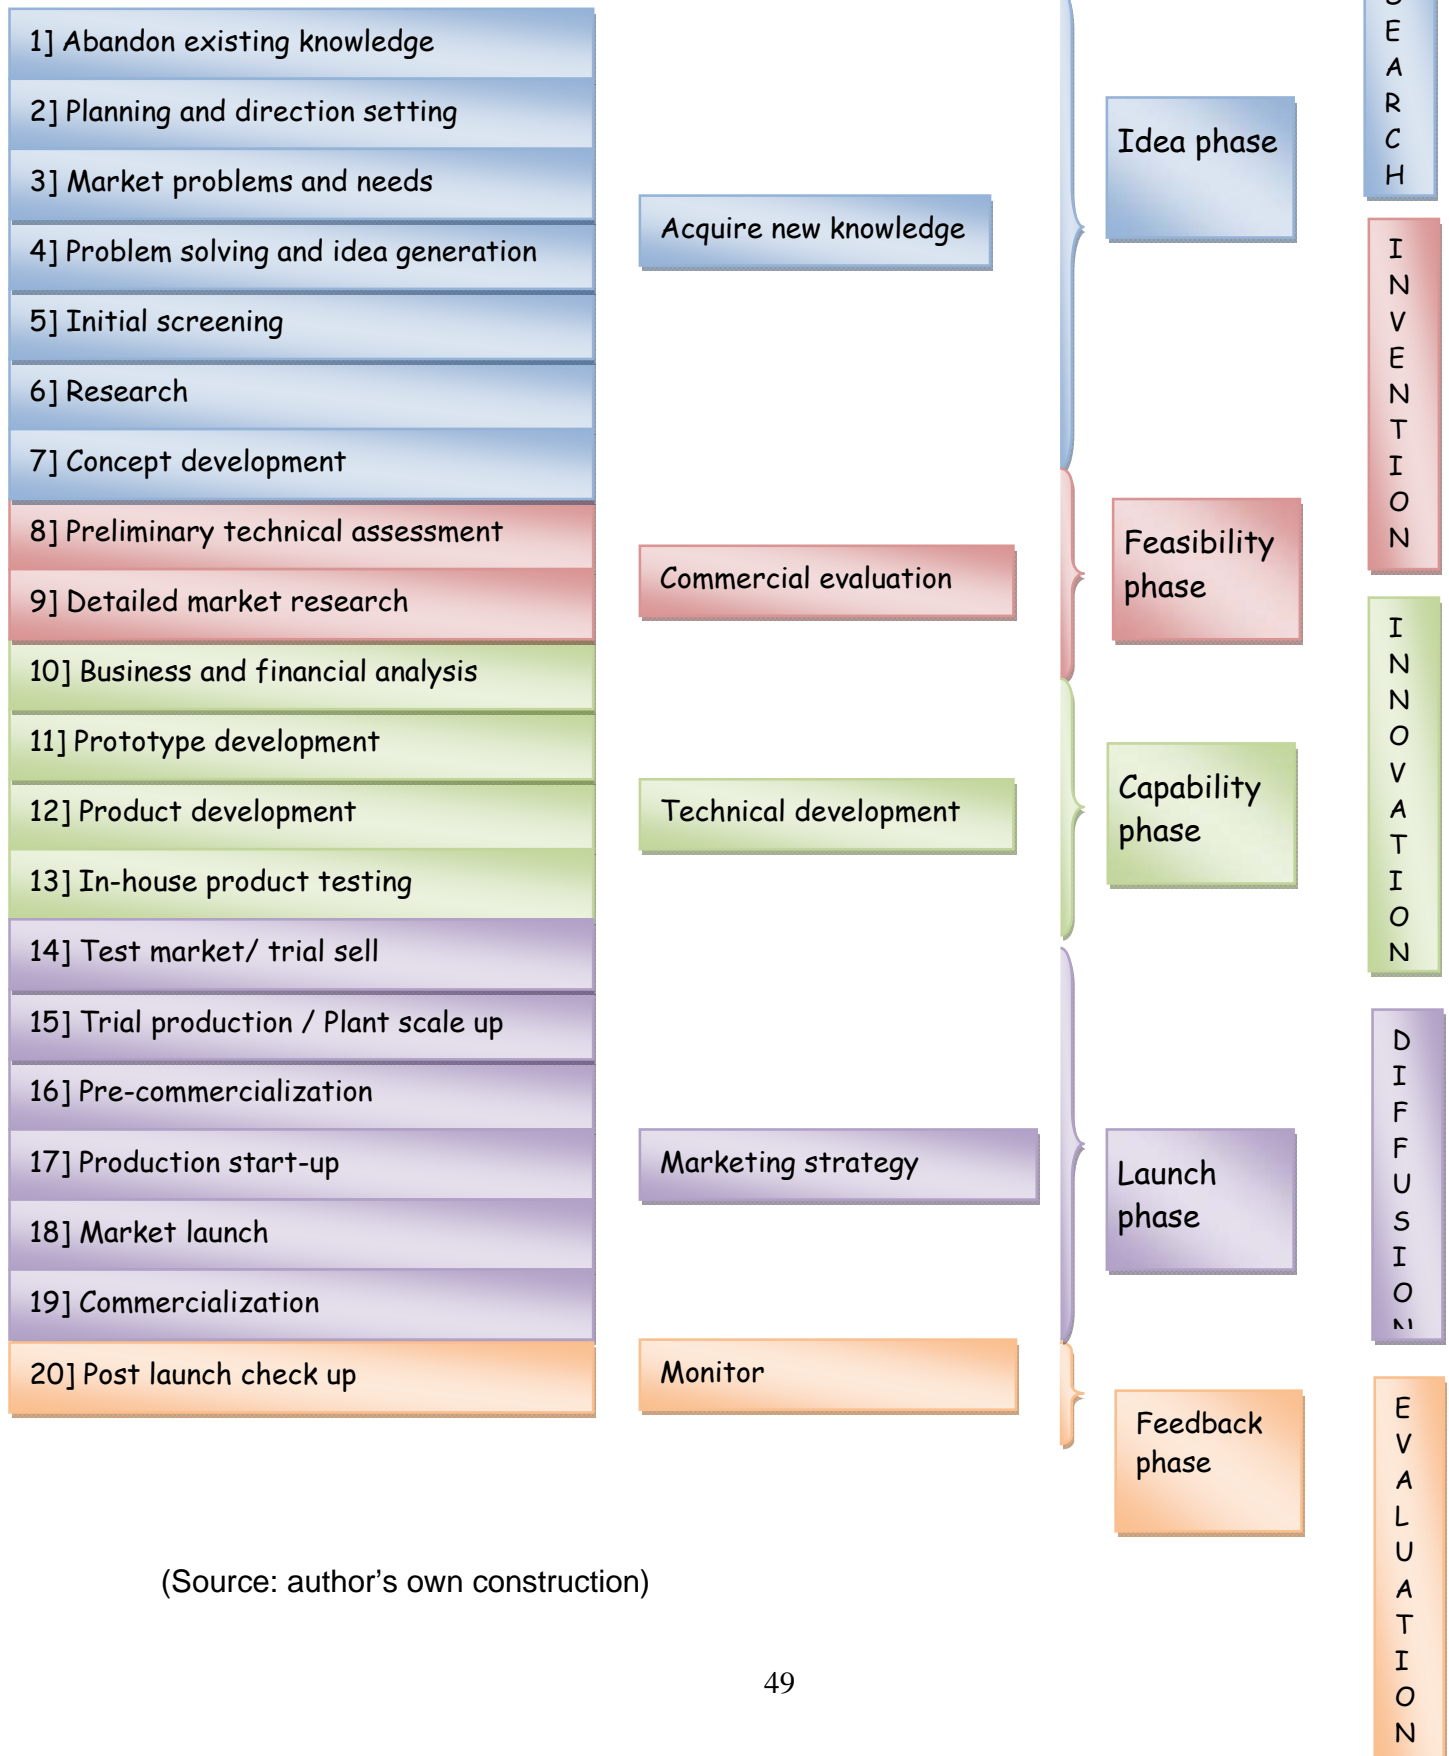 1] Abandon existing knowledge
2] Planning and direction setting
3] Market problems and needs
4] Problem solving and idea generation
5] Initial screening
6] Research
7] Concept development
8] Preliminary technical assessment
9] Detailed market research
10] Business and financial analysis
11] Prototype development
12] Product development
13] In-house product testing
14] Test market/ trial sell
15] Trial production / Plant scale up
16] Pre-commercialization
17] Production start-up
18] Market launch
19] Commercialization
20] Post launch check up
Acquire new knowledge
Commercial evaluation
Technical development
Marketing strategy
Monitor
Idea phase
Feasibility
phase
Capability
phase
Launch
phase
Feedback
phase
E
A
R
C
H
I
N
V
E
N
T
I
O
N
I
N
N
O
V
A
T
I
O
N
D
I
F
F
U
S
I
O
N
E
V
A
L
U
A
T
I
O
N
(Source: author's own construction)
49